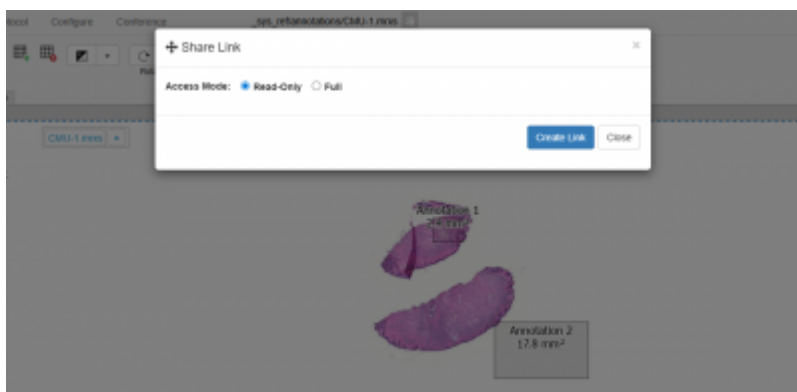 Configure Conference
Share Link
×
Access Mode: Read-Only Full
CMU-1.mrxs
Create Link Close
Annotation 1
Annotation 2
17.8 mm²